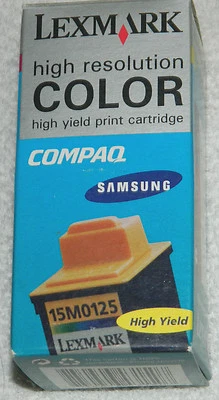 LEXMARK
high resolution
COLOR
high yield print cartridge
COMPAQ
SAMSUNG
15M0125
High Yield
LEXMARK